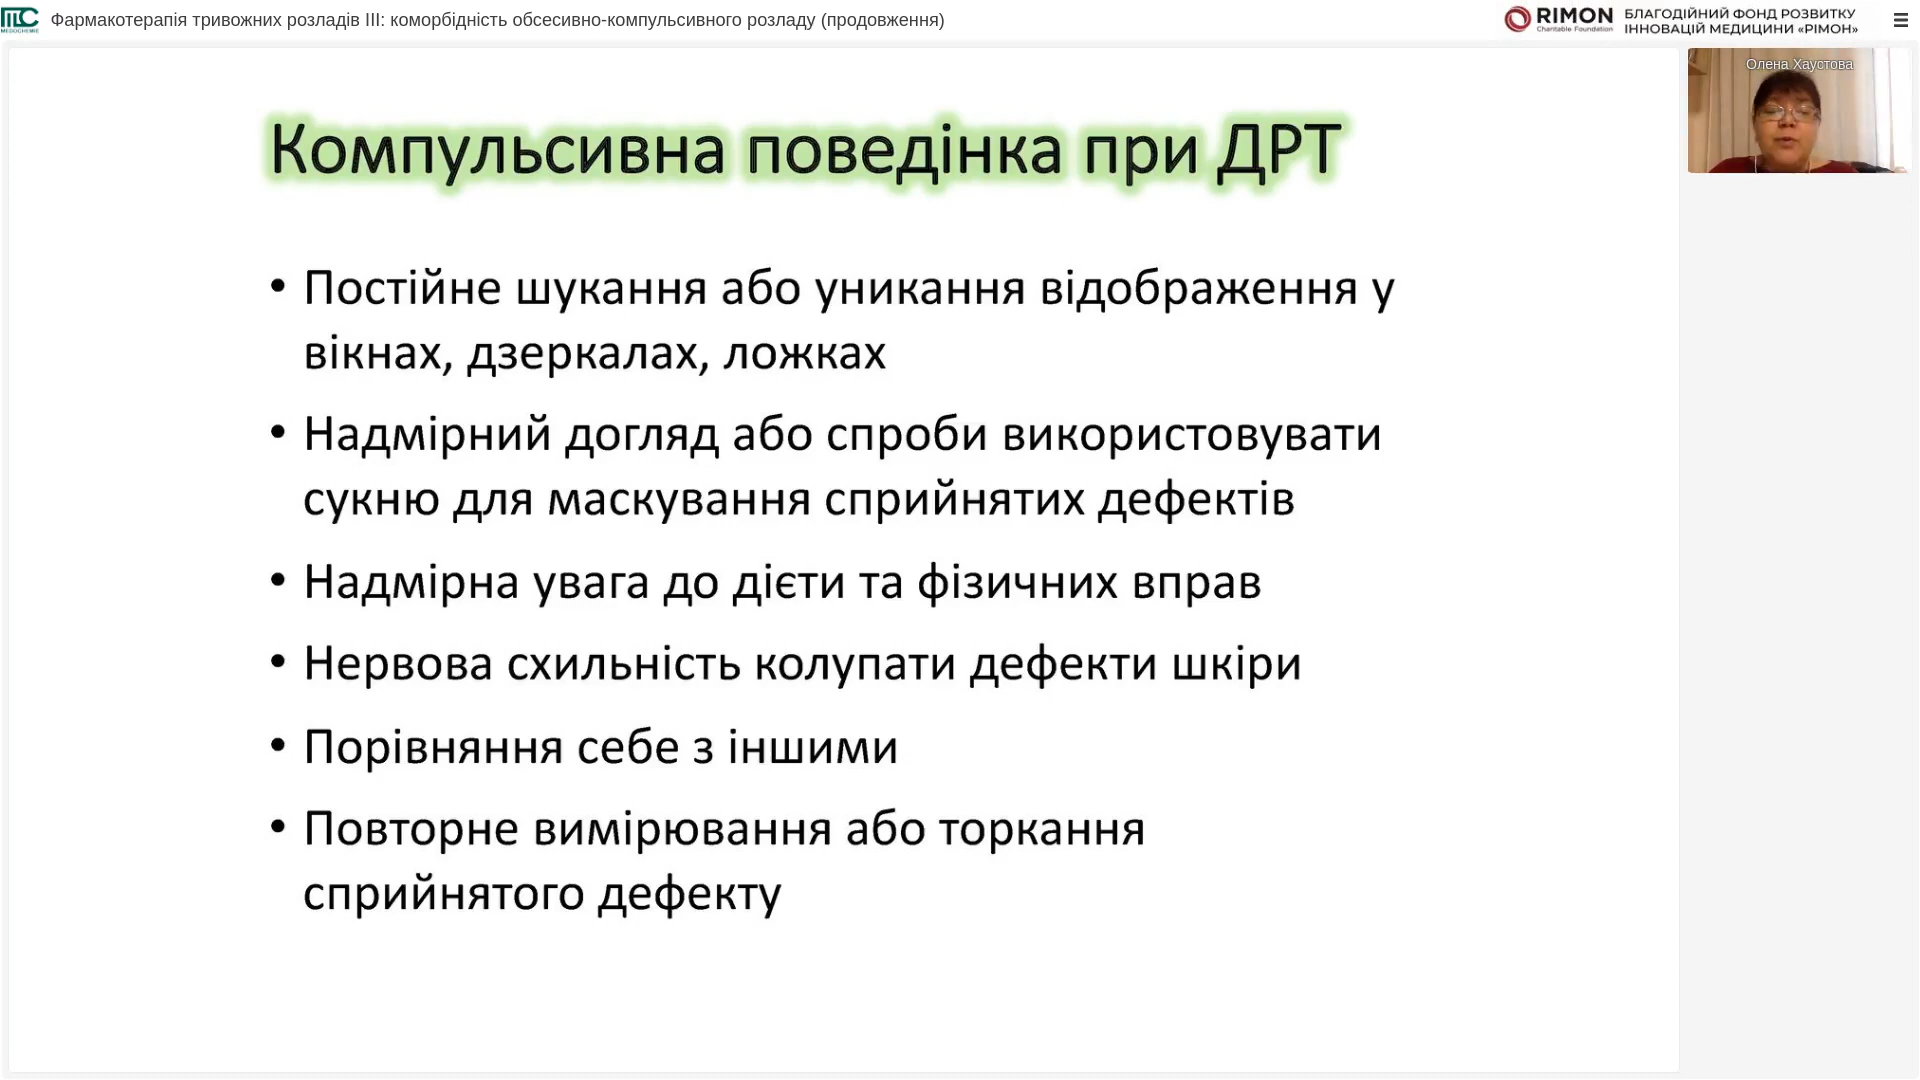 Фармакотерапія тривожних розладів III: коморбідність обсесивно-компульсивного розладу (продовження)
MEDOCHEMIE
RIMON
Charitable Foundation
БЛАГОДІЙНИЙ ФОНД РОЗВИТКУ
ІННОВАЦІЙ МЕДИЦИНИ «РІМОН»
Олена Хаустова
Компульсивна поведінка при ДРТ
• Постійне шукання або уникання відображення у
вікнах, дзеркалах, ложках
• Надмірний догляд або спроби використовувати
сукню для маскування сприйнятих дефектів
• Надмірна увага до дієти та фізичних вправ
• Нервова схильність колупати дефекти шкіри
• Порівняння себе з іншими
• Повторне вимірювання або торкання
сприйнятого дефекту